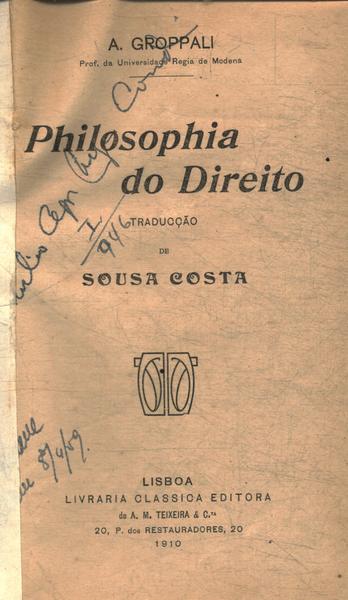 A. GROPPALI
Prof. da Universidade Regia de Modena
Philosophia
do Direito
TRADUCÇÃO
DE
SOUSA COSTA
I
946
LISBOA
LIVRARIA CLASSICA EDITORA
de A. M. TEIXEIRA & C.ᵗᵃ
20, P. dos RESTAURADORES, 20
1910